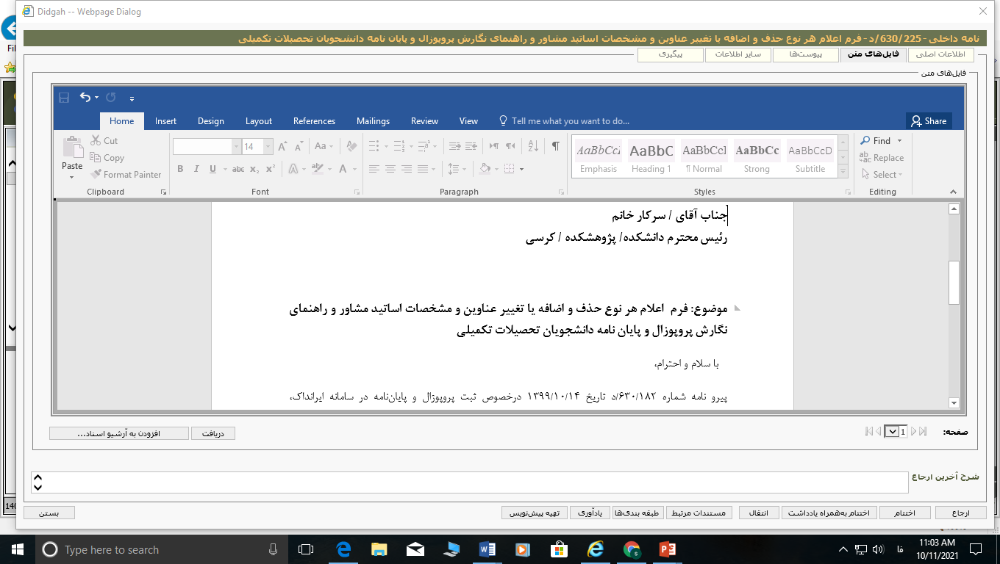 Didgah -- Webpage Dialog
نامه داخلی - 630/225/د - فرم اعلام هر نوع حذف و اضافه یا تغییر عناوین و مشخصات اساتید مشاور و راهنمای نگارش پروپوزال و پایان نامه دانشجویان تحصیلات تکمیلی
اطلاعات اصلی
فایل‌های متن
پیوست‌ها
سایر اطلاعات
پیگیری
فایل‌های متن
Home Insert Design Layout References Mailings Review View Tell me what you want to do... Share
Paste
Cut
Copy
Format Painter
Clipboard
14
Font
Paragraph
AaBbCcI AaBbC AaBbCcI AaBbCc AaBbCcD
Emphasis Heading 1 ¶ Normal Strong Subtitle
Styles
Find
Replace
Select
Editing
جناب آقای / سرکار خانم
رئیس محترم دانشکده/ پژوهشکده / کرسی
موضوع: فرم اعلام هر نوع حذف و اضافه یا تغییر عناوین و مشخصات اساتید مشاور و راهنمای
نگارش پروپوزال و پایان نامه دانشجویان تحصیلات تکمیلی
با سلام و احترام،
پیرو نامه شماره ۶۳۰/۱۸۲/د تاریخ ۱۳۹۹/۱۰/۱۴ درخصوص ثبت پروپوزال و پایان‌نامه در سامانه ایرانداک،
صفحه: 1
دریافت
افزودن به آرشیو اسناد...
شرح آخرین ارجاع
ارجاع
اختتام
اختتام به‌همراه یادداشت
انتقال
مستندات مرتبط
طبقه بندی‌ها
یادآوری
تهیه پیش‌نویس
بستن
Type here to search
فا
11:03 AM
10/11/2021